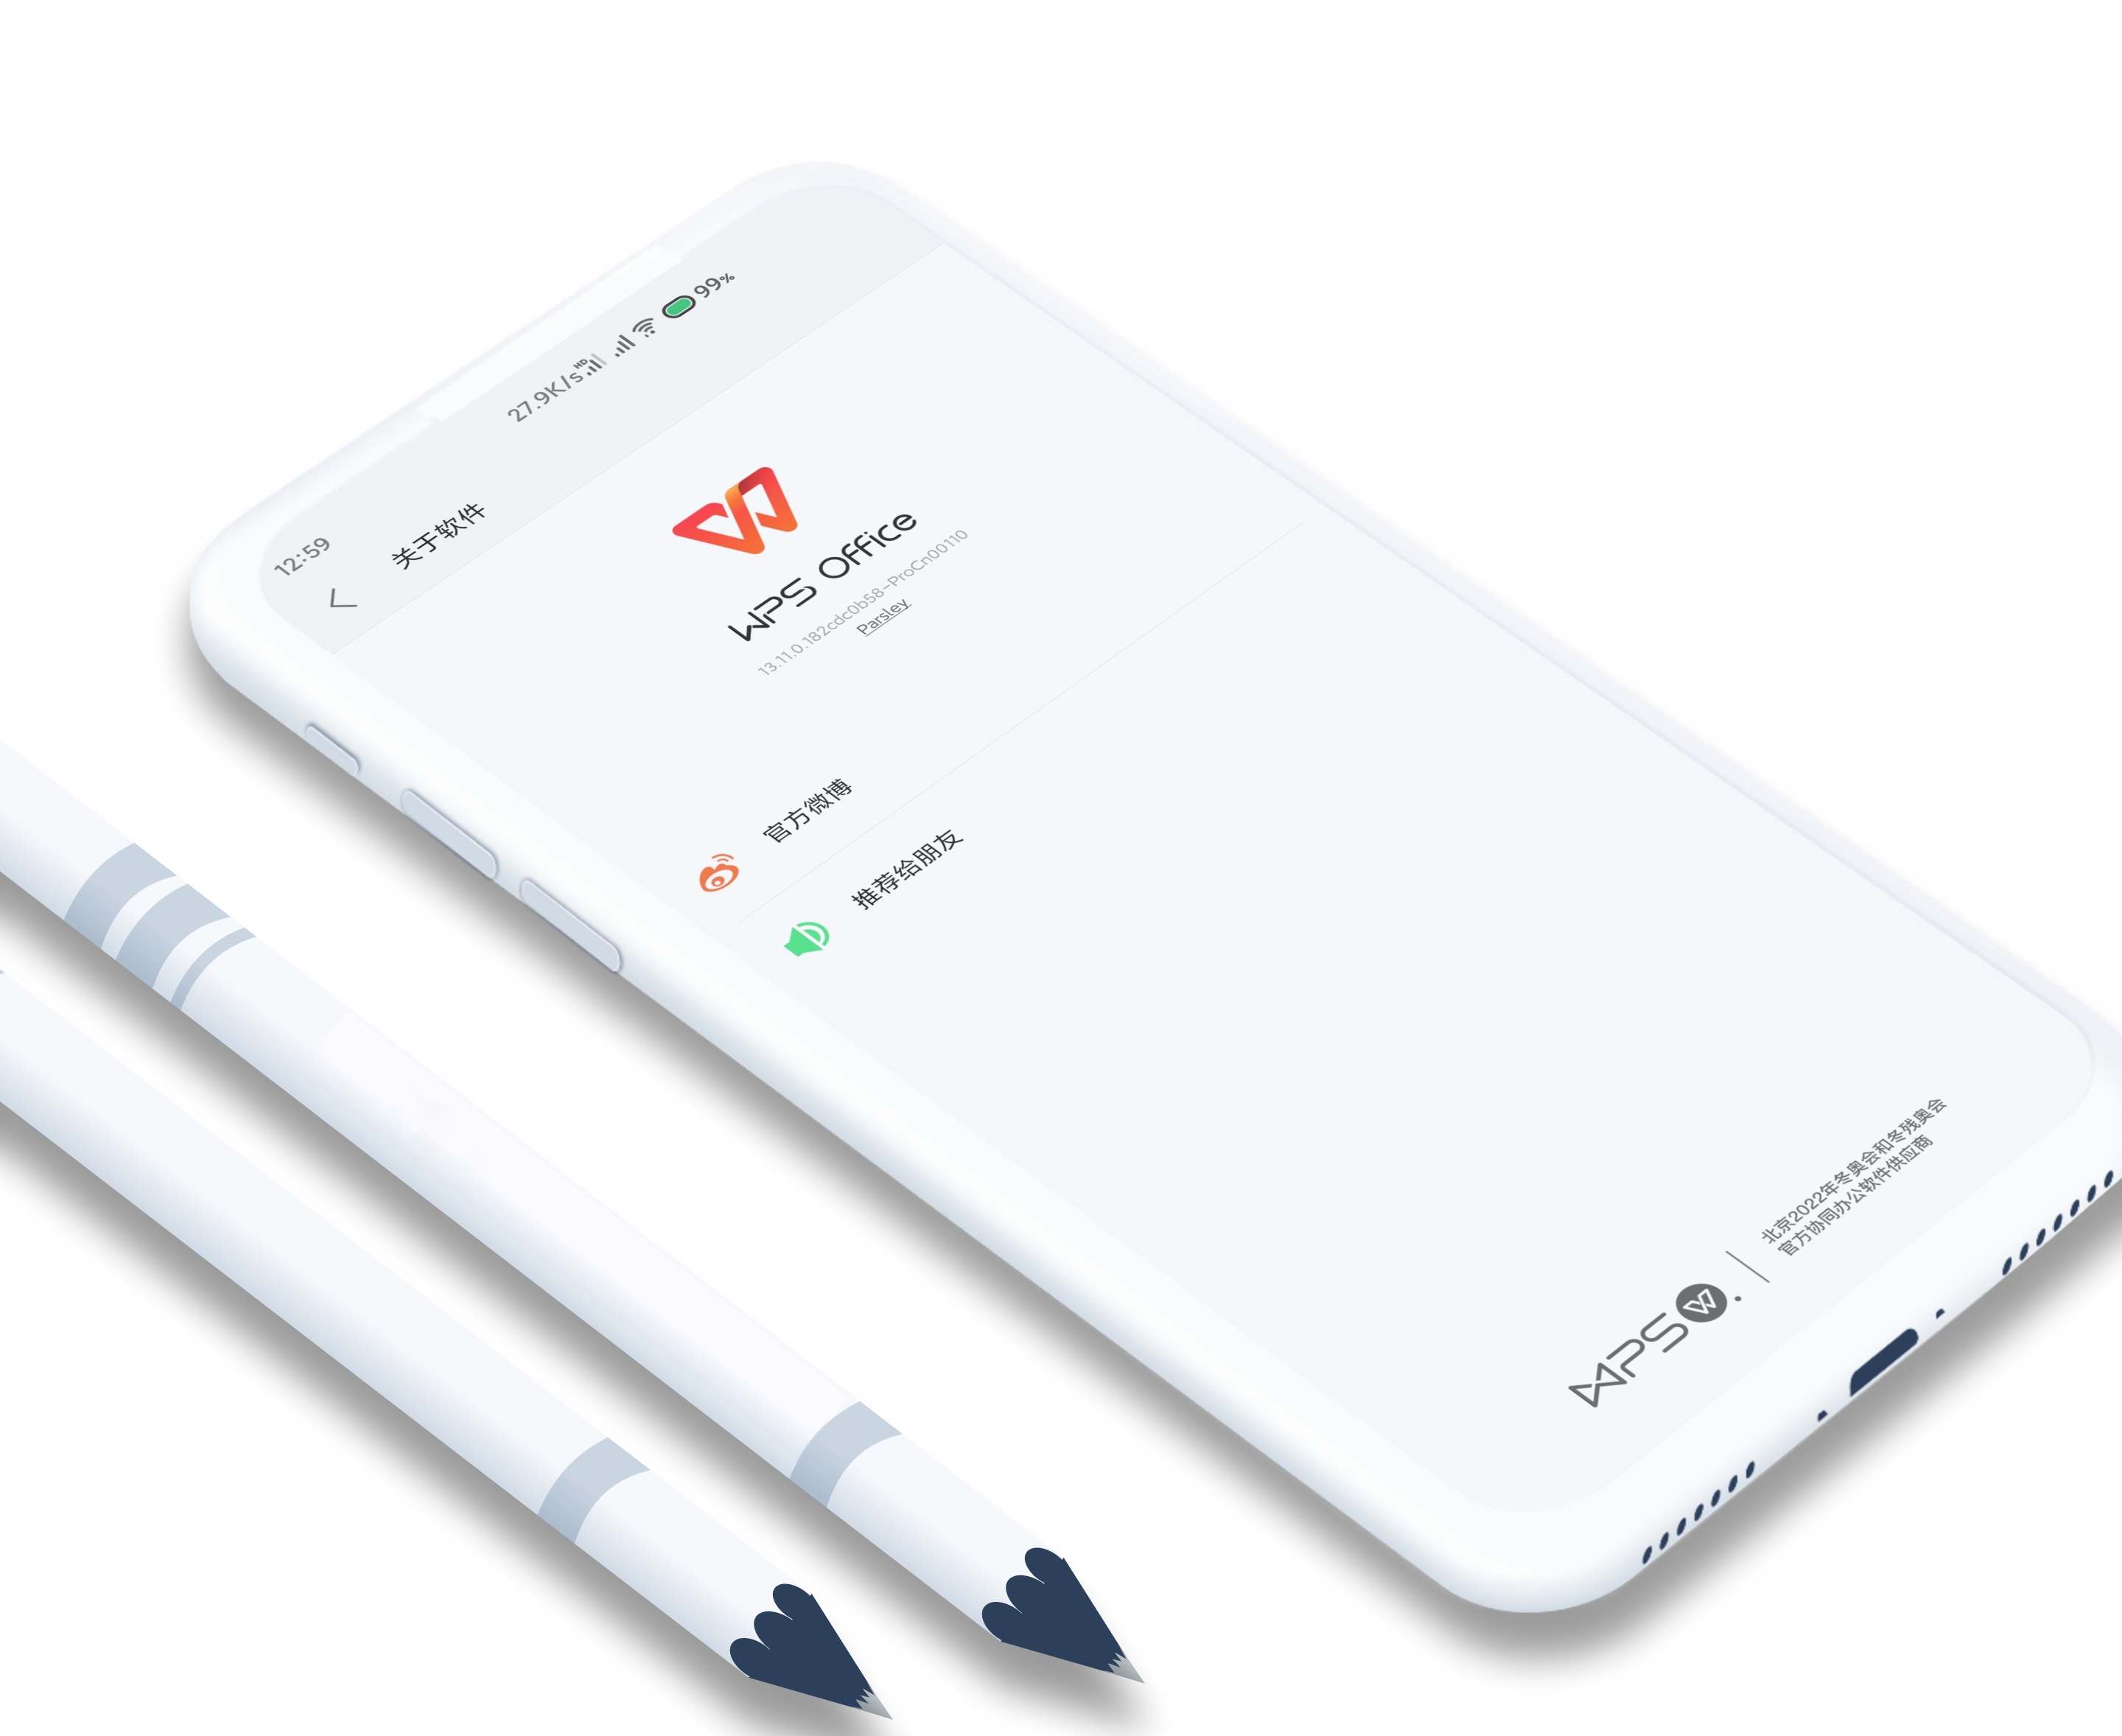 12:59
27.9K/s HD 99%
关于软件
WPS Office
13.11.0.182cdc0b58-ProCn00110
Parsley
官方微博
推荐给朋友
WPS W.
北京2022年冬奥会和冬残奥会
官方协同办公软件供应商